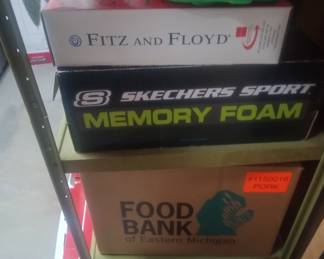 FITZ AND FLOYD
SKECHERS SPORT
MEMORY FOAM
FOOD
BANK
of Eastern Michigan
PORK